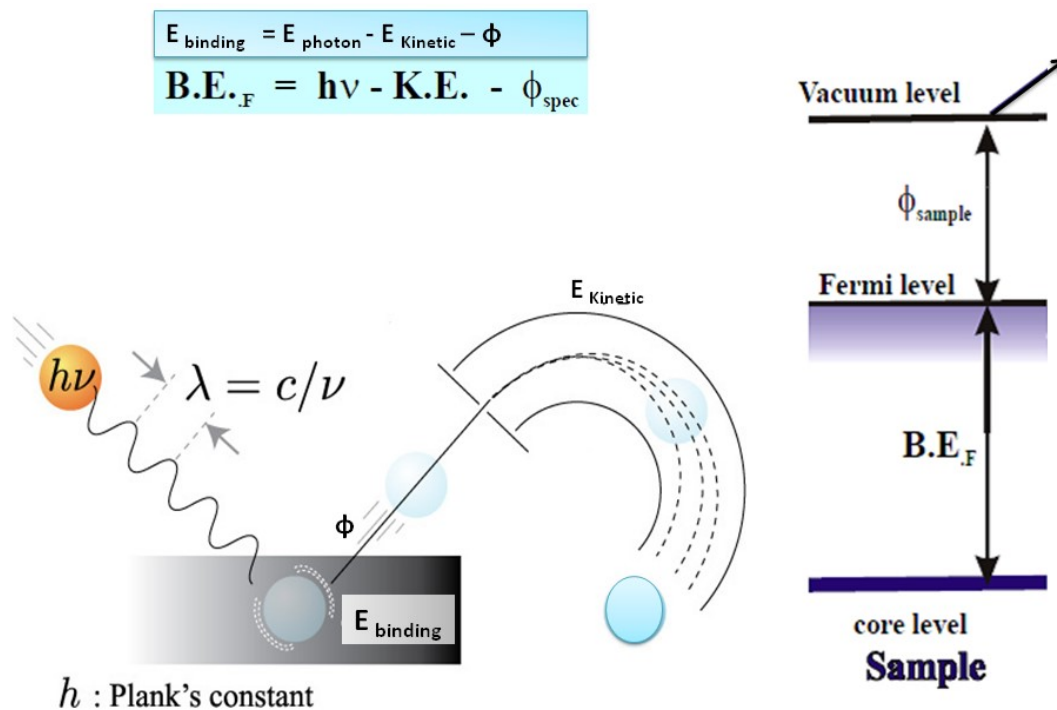 E binding = E photon - E Kinetic – ϕ
B.E.F = hν - K.E. - ϕspec
Vacuum level
ϕsample
Fermi level
E Kinetic
hν
λ = c/ν
B.E.F
ϕ
E binding
core level
Sample
h : Plank's constant